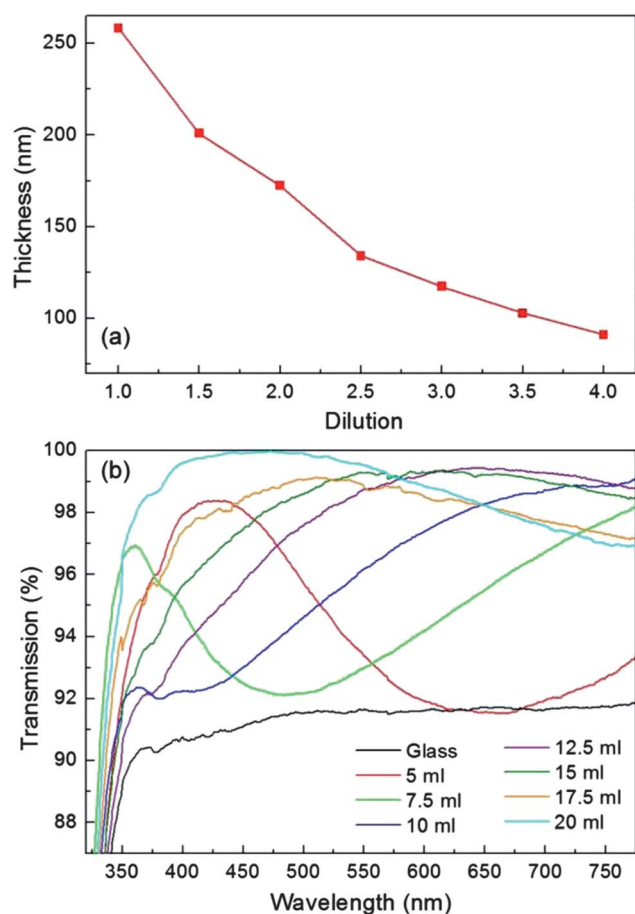 250
200
150
100
Thickness (nm)
(a)
1.0 1.5 2.0 2.5 3.0 3.5 4.0
Dilution
100
98
96
94
92
90
88
Transmission (%)
(b)
Glass
5 ml
7.5 ml
10 ml
12.5 ml
15 ml
17.5 ml
20 ml
350 400 450 500 550 600 650 700 750
Wavelength (nm)